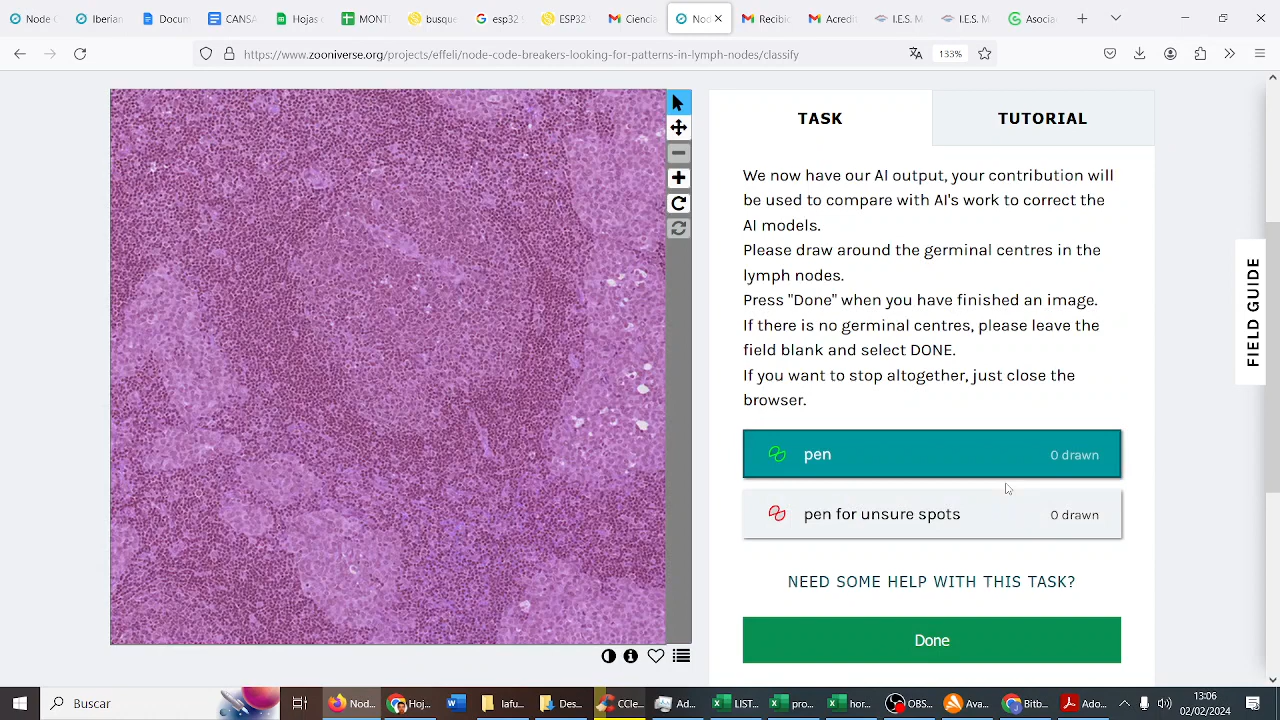 Node C
Iberian
Docum
CANSA
Hojas c
MONTI
busque
esp32 s
ESP32
Cienci
Nod
Recibic
Acredi
I.E.S. M
I.E.S. M
Asocia
https://www.zooniverse.org/projects/effeli/node-code-breakers-looking-for-patterns-in-lymph-nodes/classify
133%
TASK
TUTORIAL
We now have our AI output, your contribution will
be used to compare with AI's work to correct the
AI models.
Please draw around the germinal centres in the
lymph nodes.
Press "Done" when you have finished an image.
If there is no germinal centres, please leave the
field blank and select DONE.
If you want to stop altogether, just close the
browser.
pen 0 drawn
pen for unsure spots 0 drawn
NEED SOME HELP WITH THIS TASK?
Done
FIELD GUIDE
Buscar
Nod
Hoj
lan
Des
CCle
Ad
LIST
po
hor
OBS
Ava
Bitb
Ado
13:06
02/02/2024